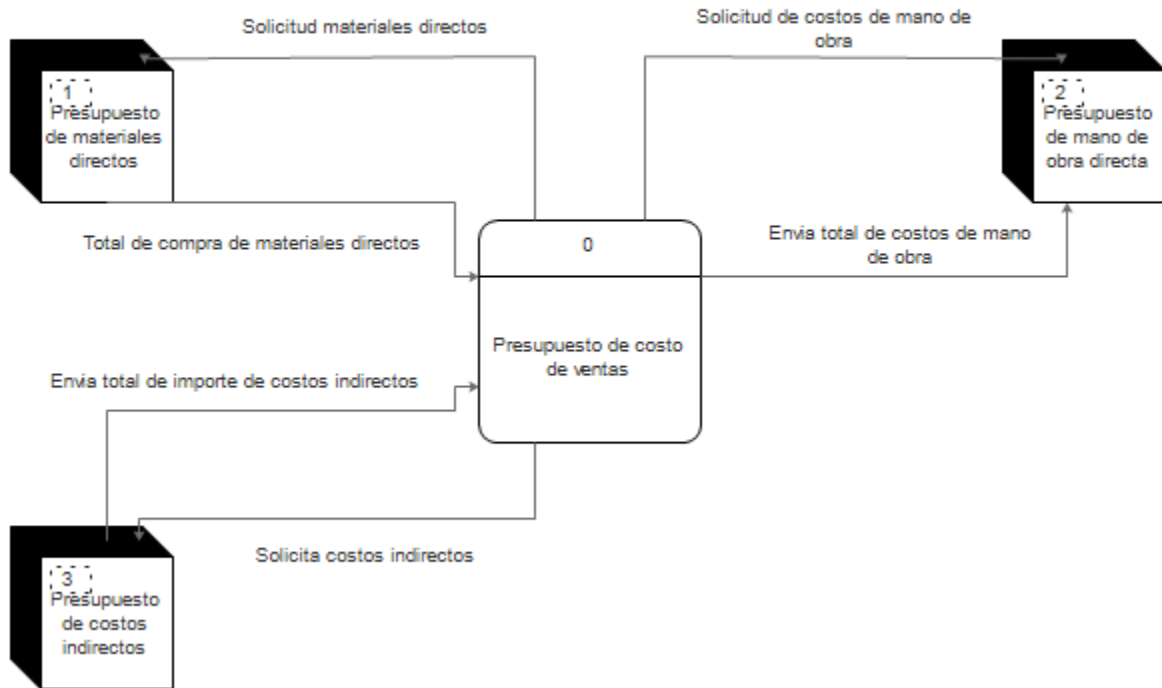 Solicitud materiales directos
Solicitud de costos de mano de
obra
1
Presupuesto
de materiales
directos
2
Presupuesto
de mano de
obra directa
Total de compra de materiales directos
0
Envia total de costos de mano
de obra
Presupuesto de costo
de ventas
Envia total de importe de costos indirectos
Solicita costos indirectos
3
Presupuesto
de costos
indirectos